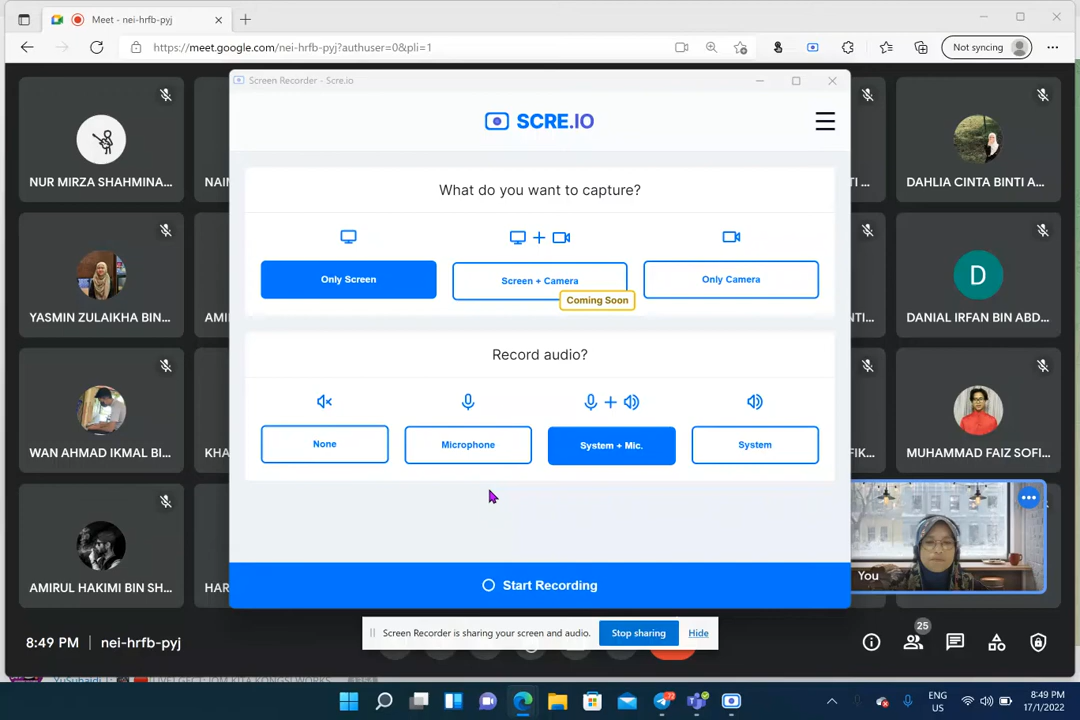 Meet - nei-hrfb-pyj
https://meet.google.com/nei-hrfb-pyj?authuser=0&pli=1
Not syncing
Screen Recorder - Scre.io
SCRE.IO
What do you want to capture?
Only Screen
Screen + Camera
Only Camera
Coming Soon
Record audio?
None
Microphone
System + Mic.
System
Start Recording
NUR MIRZA SHAHMINA...
DAHLIA CINTA BINTI A...
YASMIN ZULAIKHA BIN...
D
DANIAL IRFAN BIN ABD...
WAN AHMAD IKMAL BI...
KHA
MUHAMMAD FAIZ SOFI...
AMIRUL HAKIMI BIN SH...
HAR
You
Screen Recorder is sharing your screen and audio.
Stop sharing
Hide
8:49 PM | nei-hrfb-pyj
25
ENG
US
8:49 PM
17/1/2022